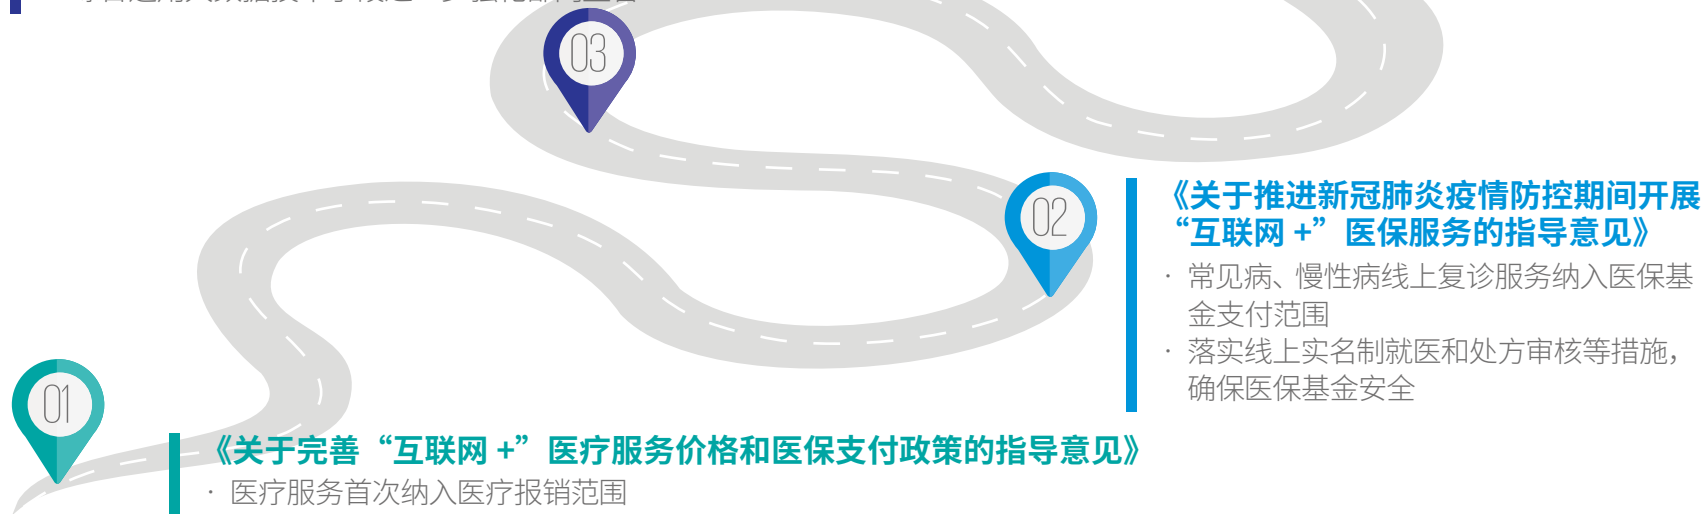 03
02
《关于推进新冠肺炎疫情防控期间开展
“互联网 +”医保服务的指导意见》
· 常见病、慢性病线上复诊服务纳入医保基
金支付范围
· 落实线上实名制就医和处方审核等措施，
确保医保基金安全
01
《关于完善“互联网 +”医疗服务价格和医保支付政策的指导意见》
· 医疗服务首次纳入医疗报销范围